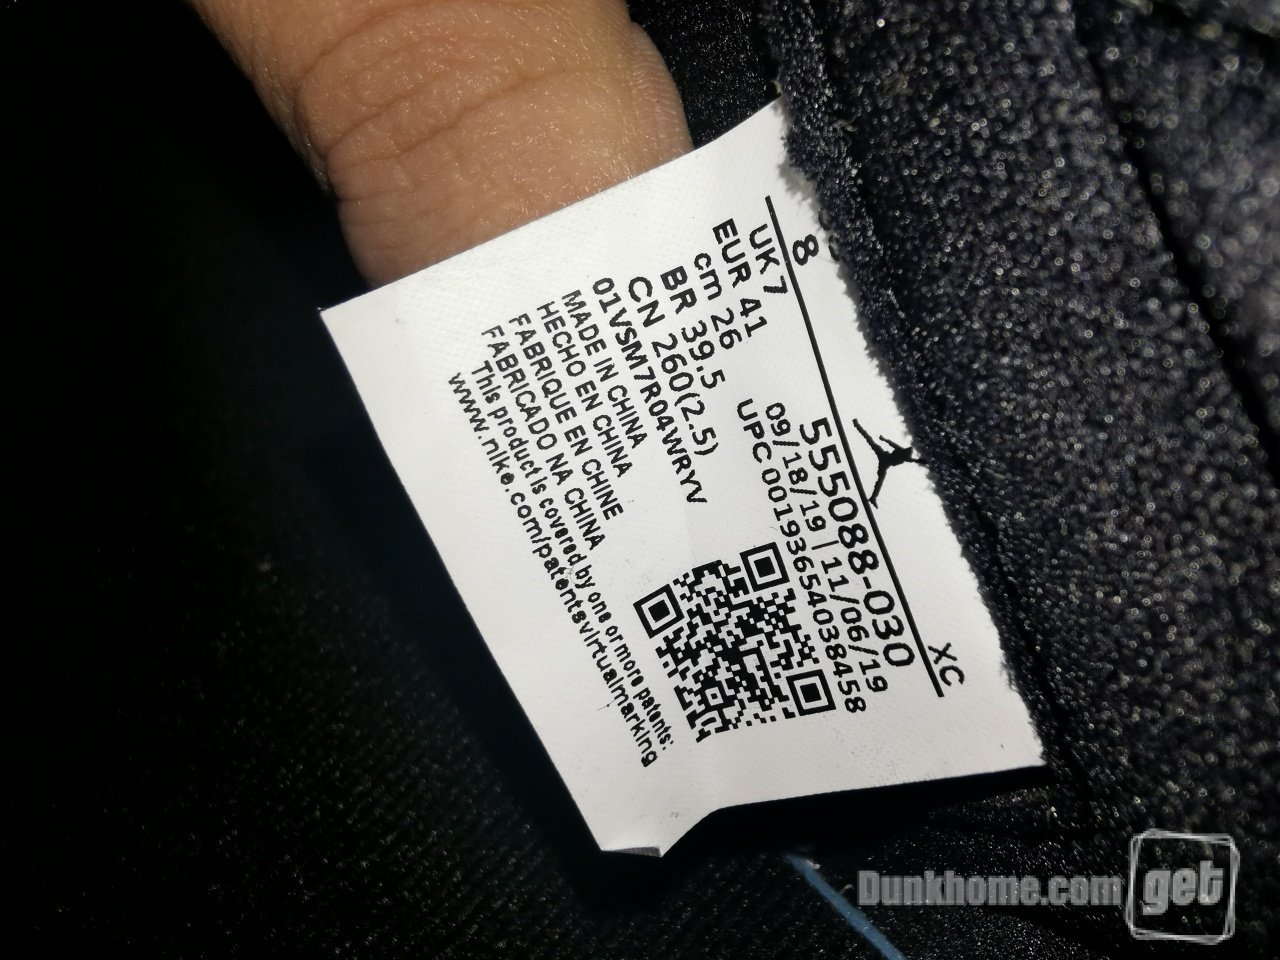 8
XC
UK 7
EUR 41
cm 26
BR 39.5
CN 260(2.5)
01VSM7R04WRYV
555088-030
09/18/19 | 11/06/19
UPC 00193654038458
MADE IN CHINA
HECHO EN CHINA
FABRIQUE EN CHINE
FABRICADO NA CHINA
This product is covered by one or more patents:
www.nike.com/patentsvirtualmarking
Dunkhome.com get